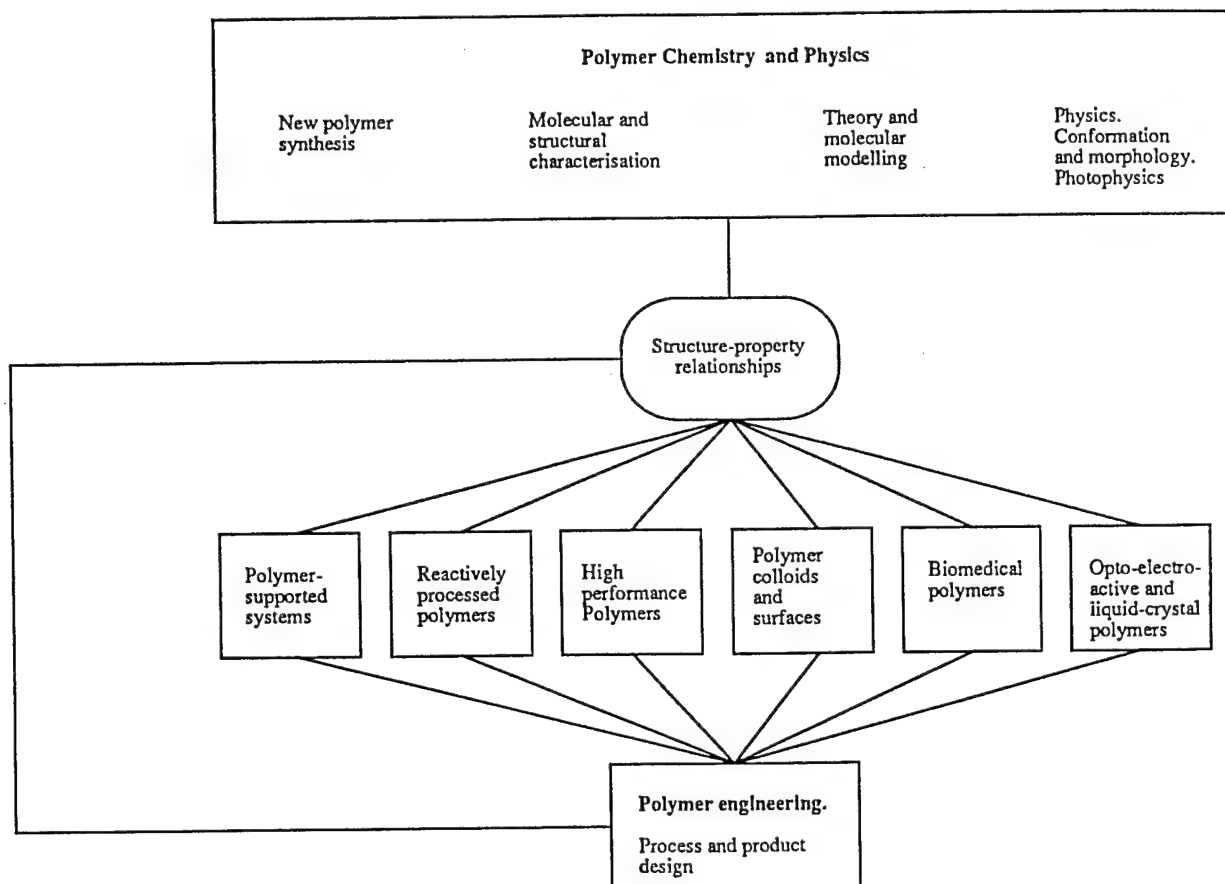 Polymer Chemistry and Physics
New polymer
synthesis
Molecular and
structural
characterisation
Theory and
molecular
modelling
Physics.
Conformation
and morphology.
Photophysics
Structure-property
relationships
Polymer-
supported
systems
Reactively
processed
polymers
High
performance
Polymers
Polymer
colloids
and
surfaces
Biomedical
polymers
Opto-electro-
active and
liquid-crystal
polymers
Polymer engineering.
Process and product
design